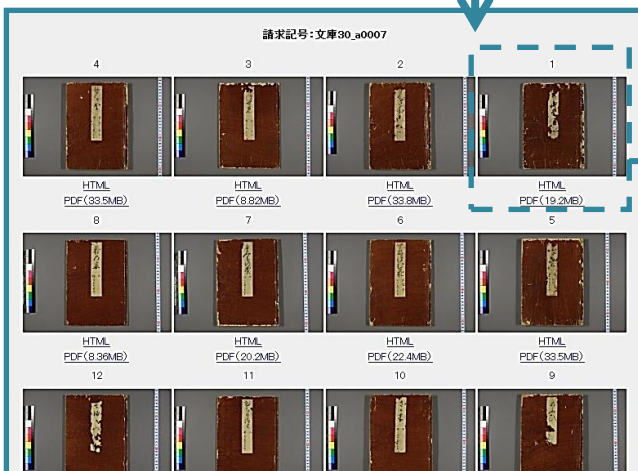 請求記号：文庫30_a0007
4 3 2 1
HTML HTML HTML HTML
PDF(33.5MB) PDF(8.82MB) PDF(33.8MB) PDF(19.2MB)
8 7 6 5
HTML HTML HTML HTML
PDF(8.36MB) PDF(20.2MB) PDF(22.4MB) PDF(33.5MB)
12 11 10 9